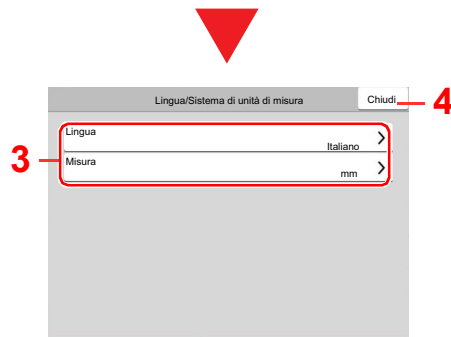 Lingua/Sistema di unità di misura
Chiudi
4
Lingua
Italiano
3
Misura
mm